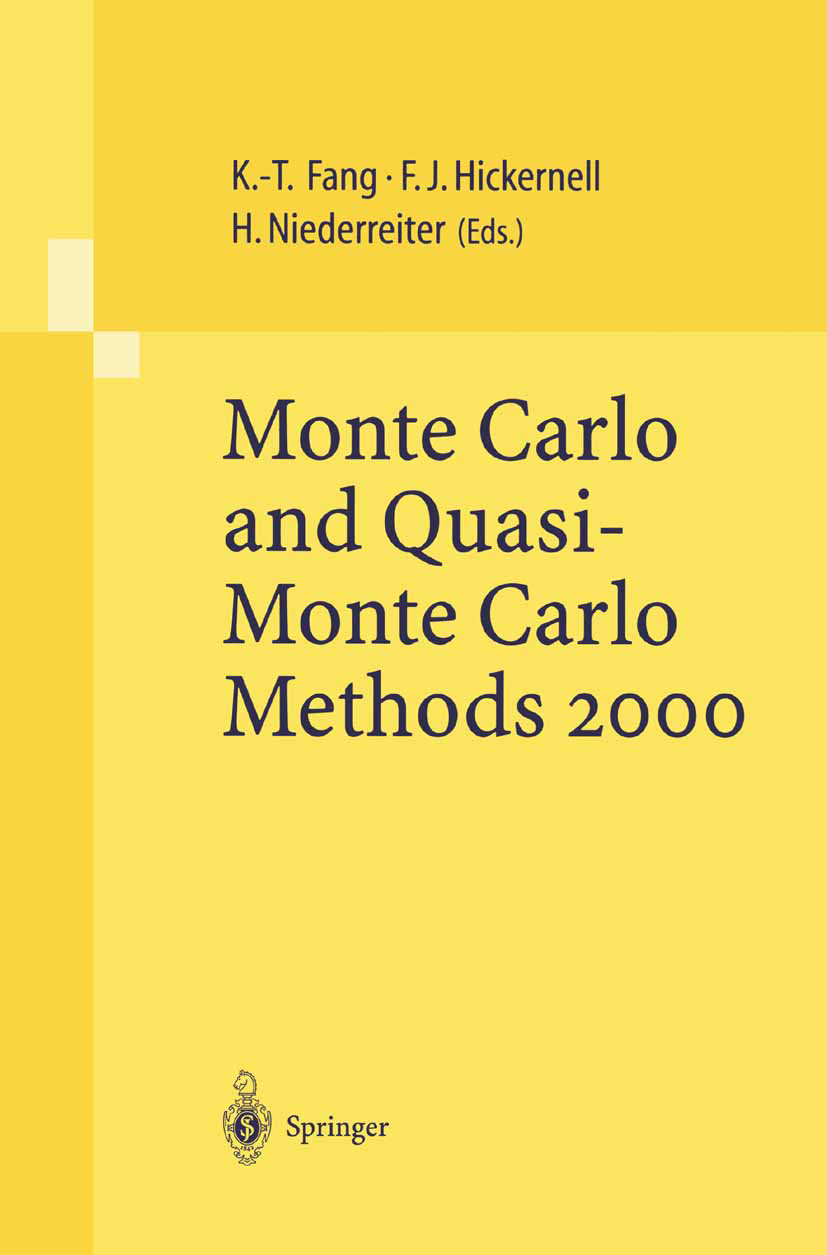 K.-T. Fang · F. J. Hickernell
H. Niederreiter (Eds.)
Monte Carlo
and Quasi-
Monte Carlo
Methods 2000
Springer